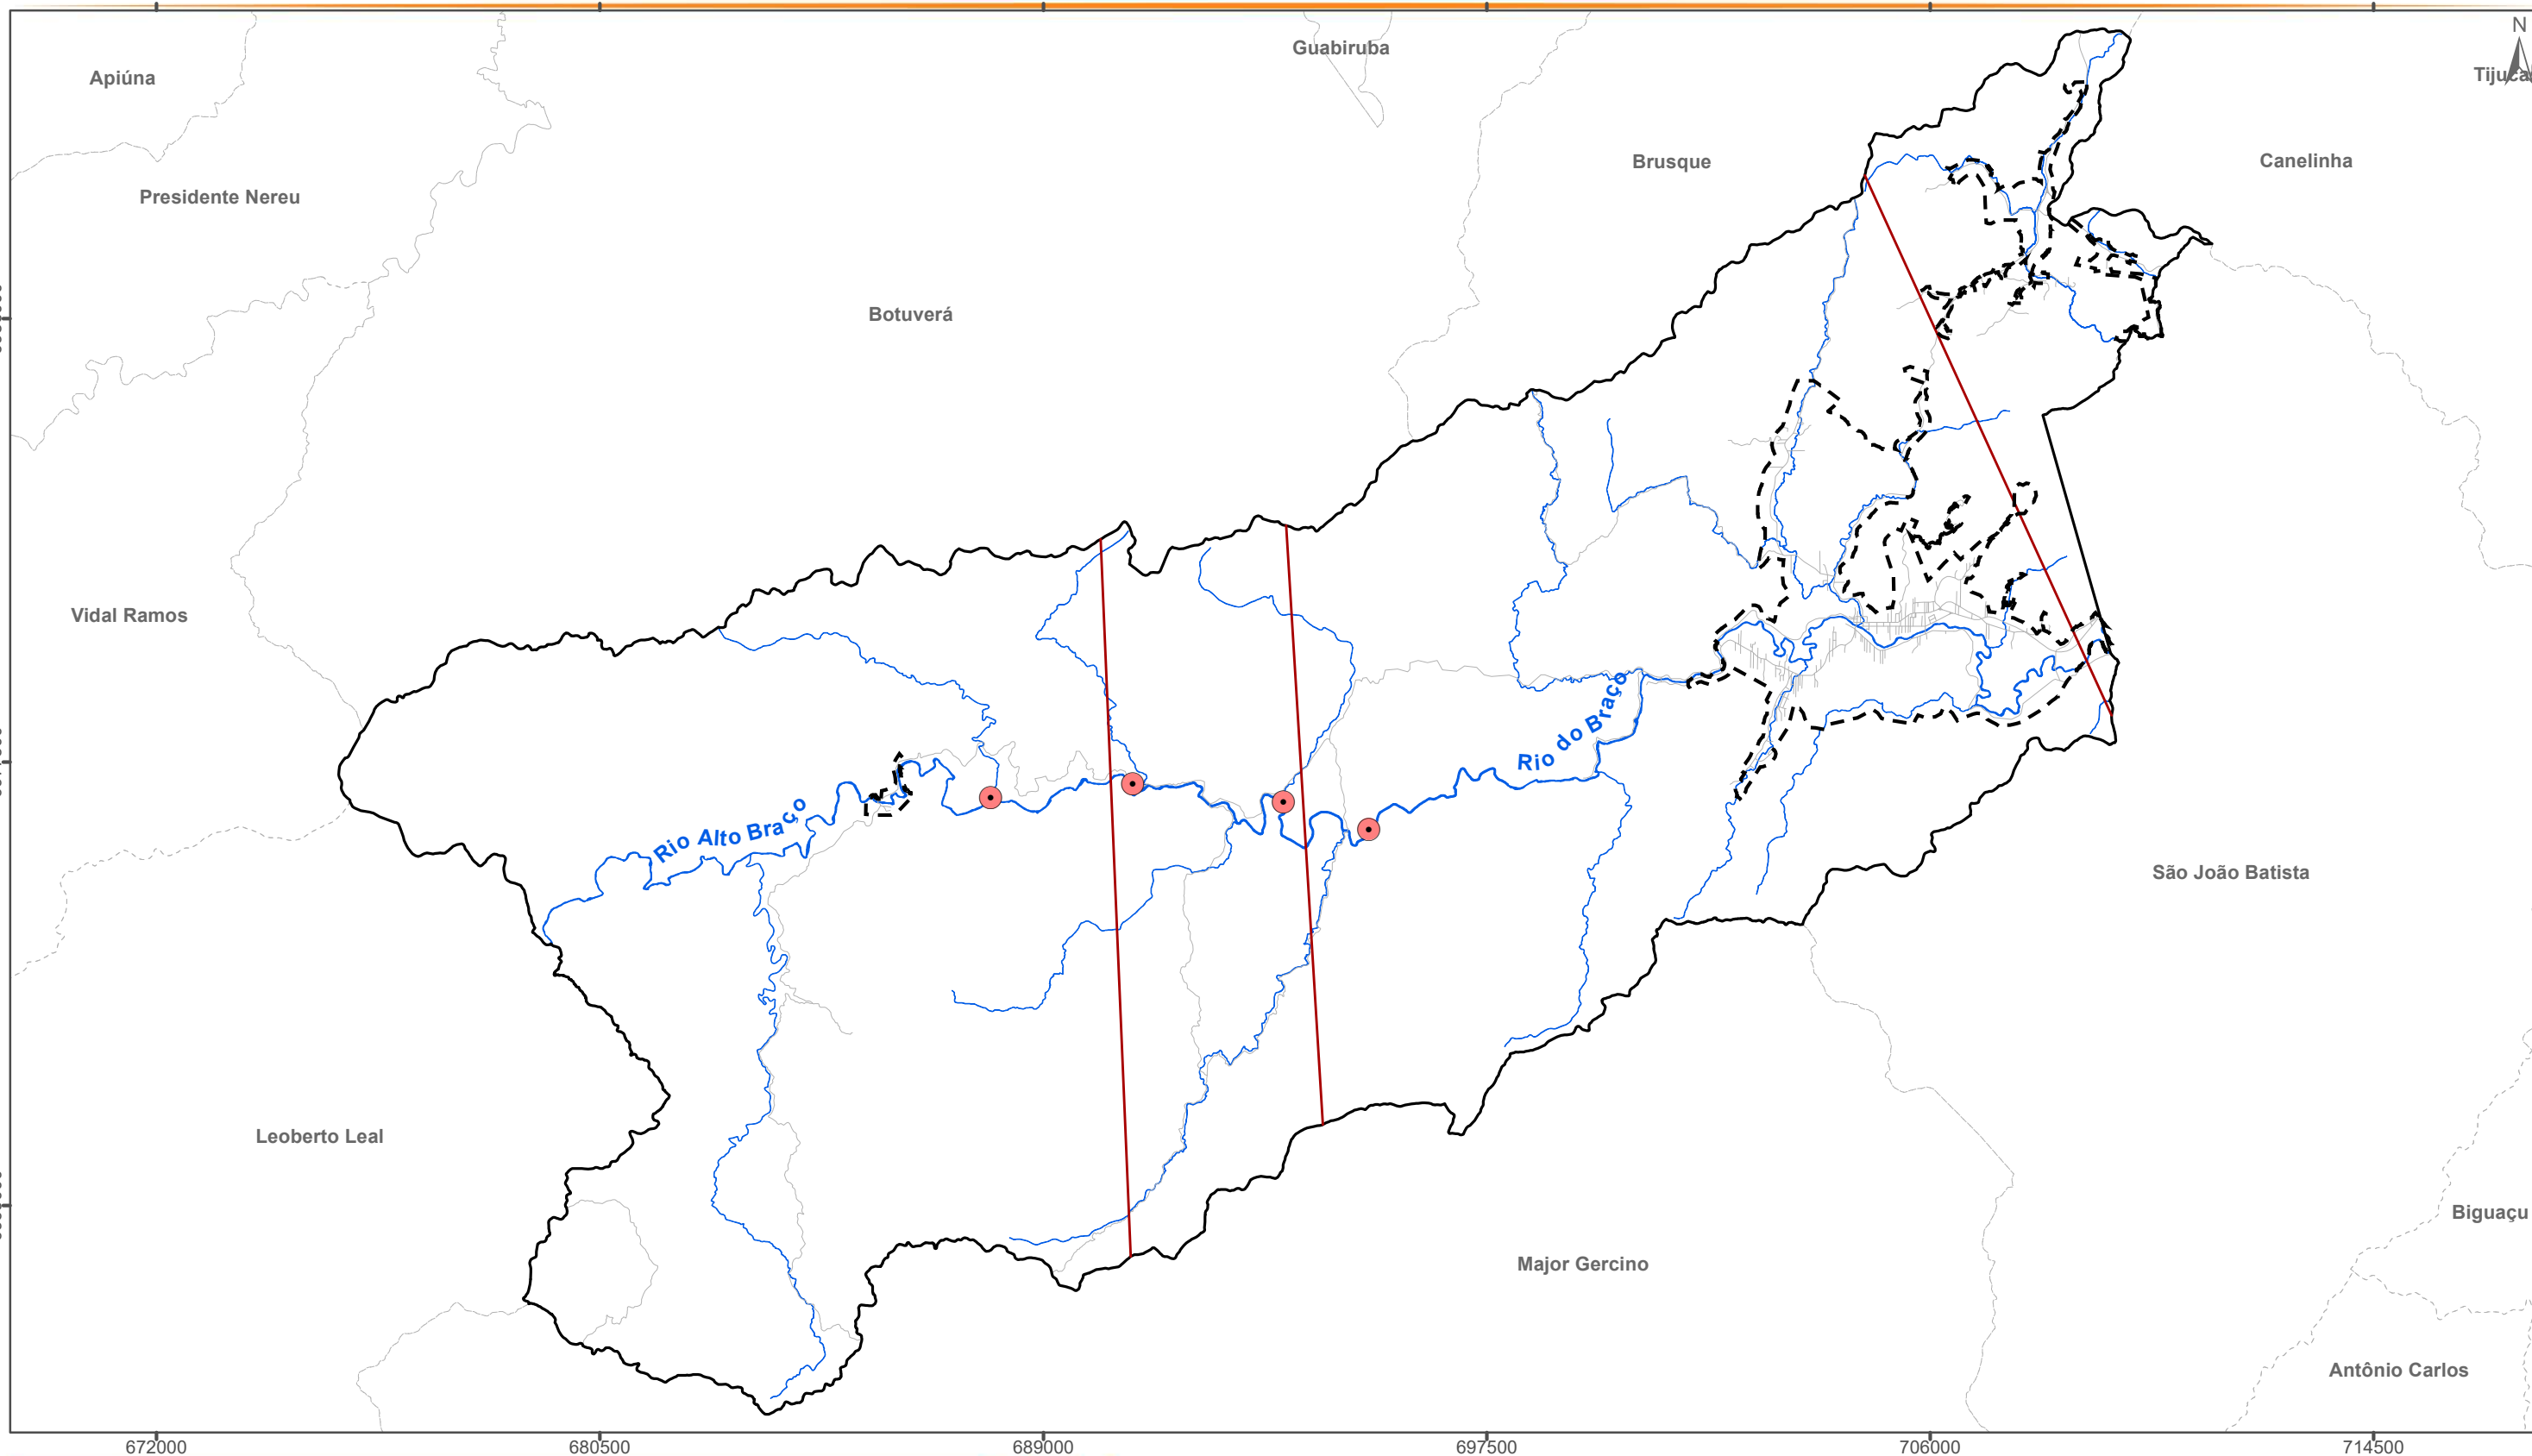 N
Guabiruba
Apiúna
Brusque
Canelinha
Presidente Nereu
Botuverá
Vidal Ramos
Rio do Braço
Rio Alto Braço
São João Batista
Leoberto Leal
Biguaçu
Major Gercino
Antônio Carlos
672000 680500 689000 697500 706000 714500